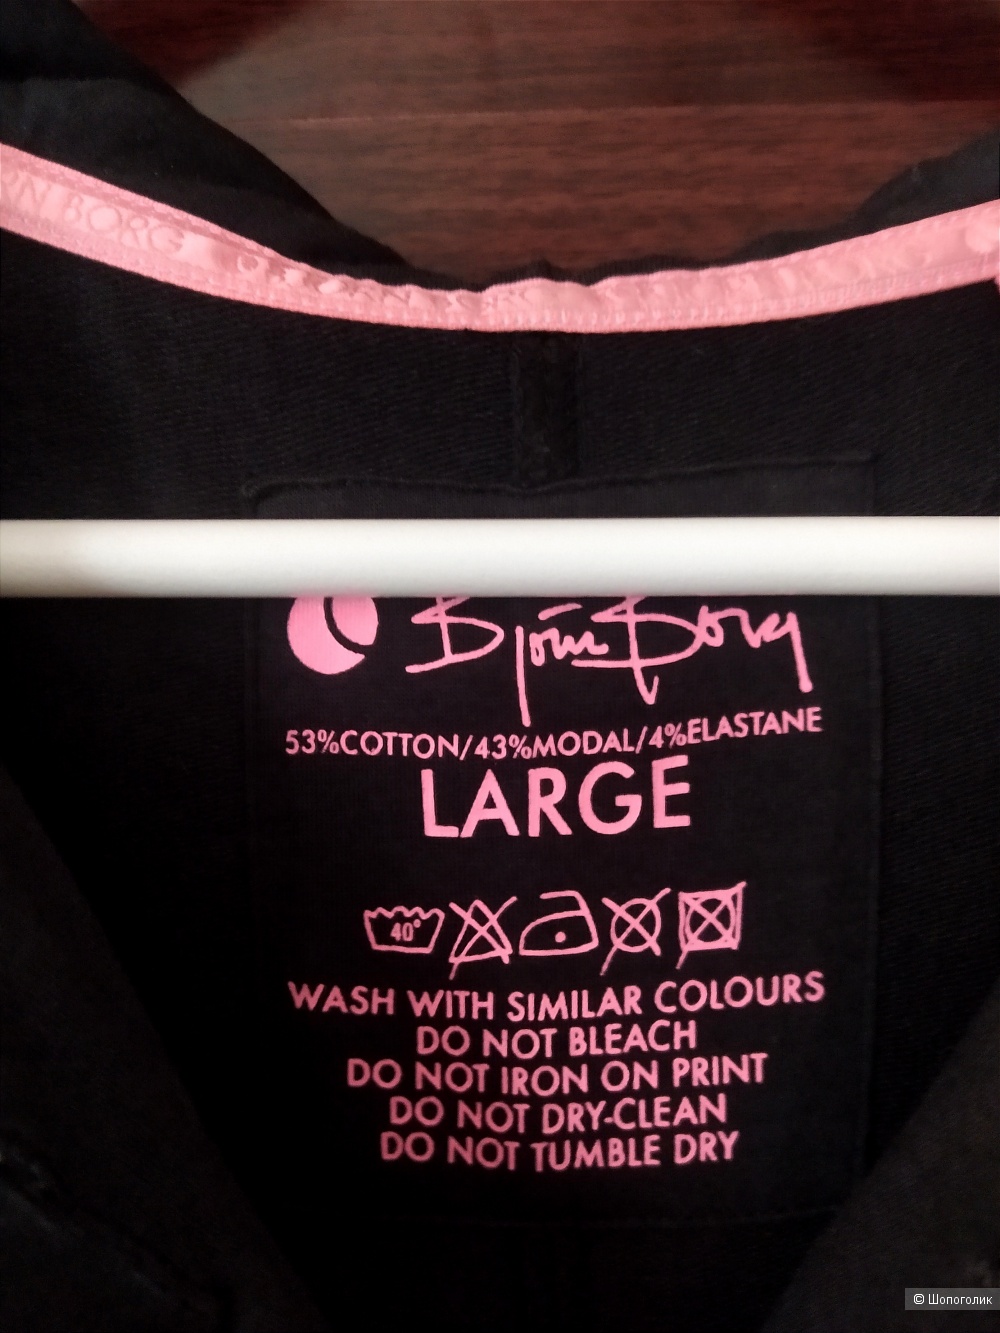 BORG
Björn Borg
53%COTTON/43%MODAL/4%ELASTANE
LARGE
40°
WASH WITH SIMILAR COLOURS
DO NOT BLEACH
DO NOT IRON ON PRINT
DO NOT DRY-CLEAN
DO NOT TUMBLE DRY
© Шопоголик